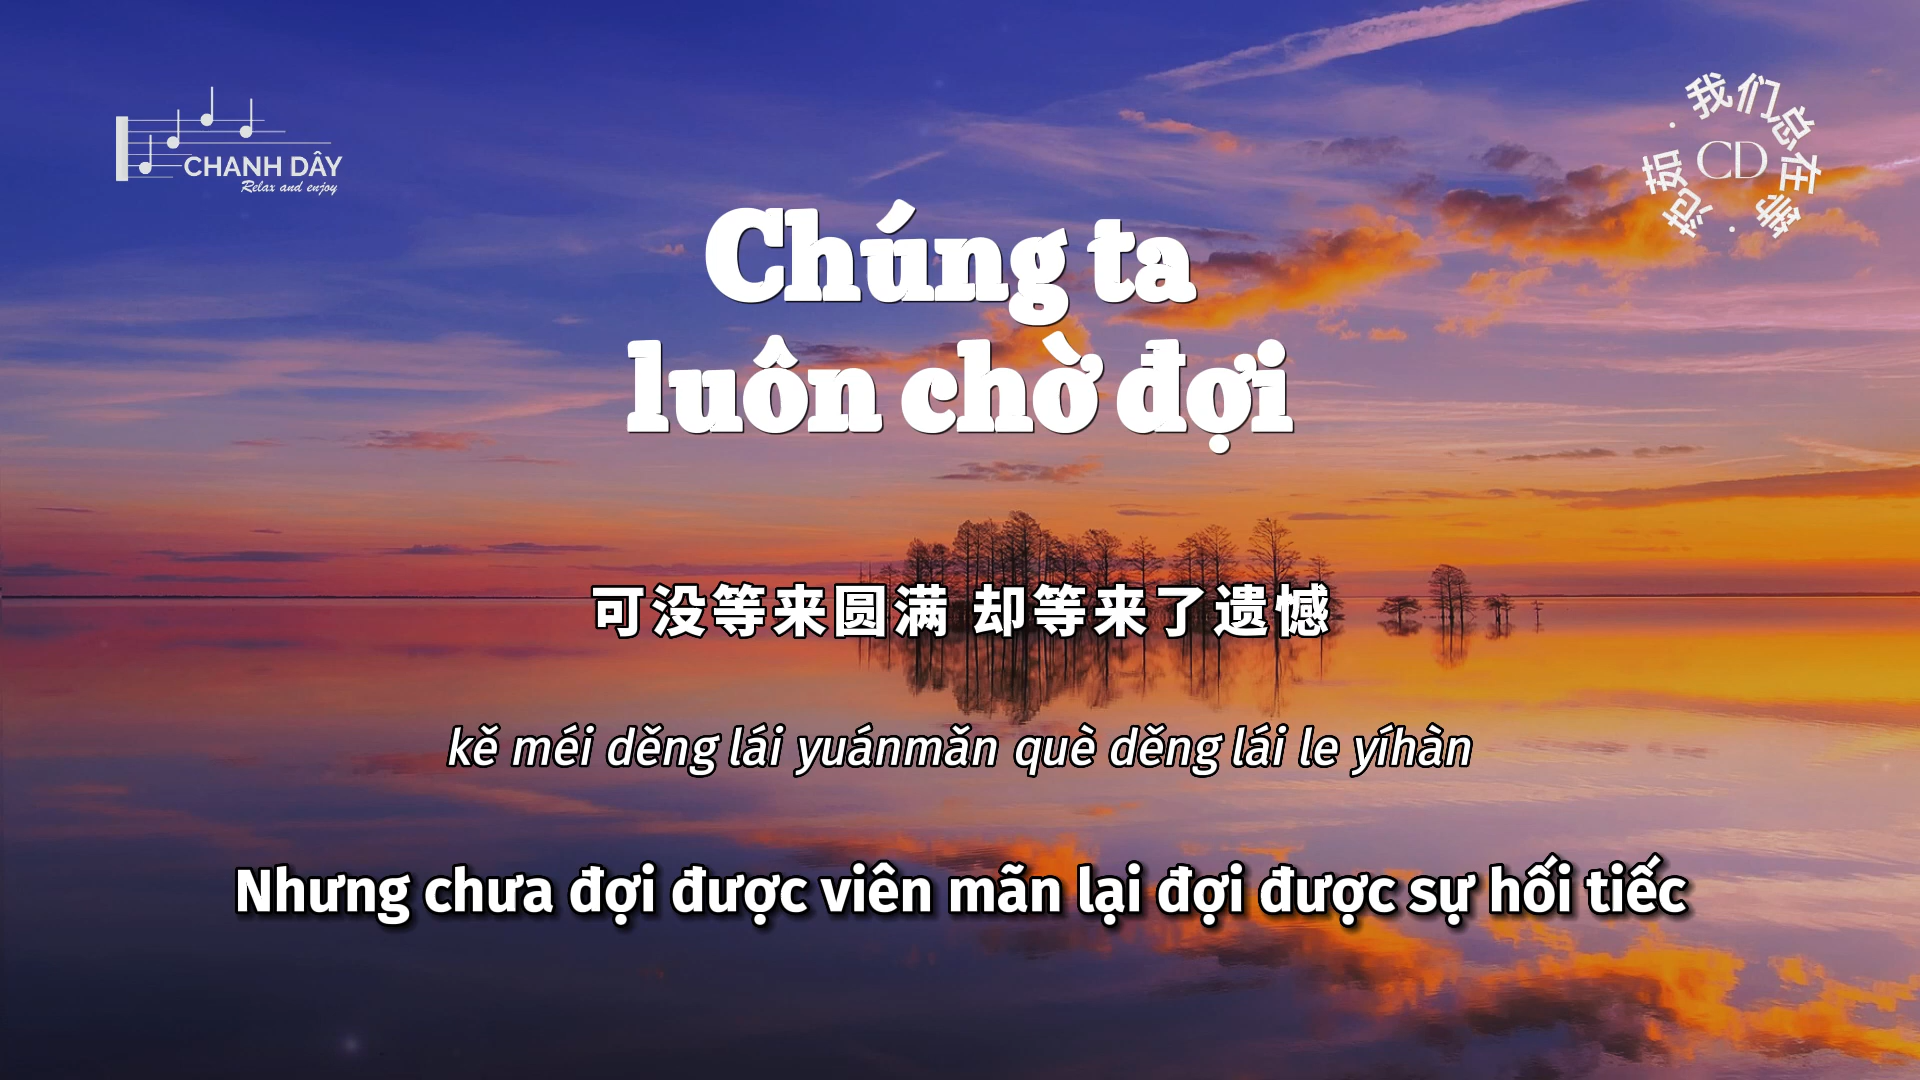 CHANH DÂY
Relax and enjoy
我们总在等 · 范茹 ·
CD
Chúng ta
luôn chờ đợi
可没等来圆满 却等来了遗憾
kě méi děng lái yuánmǎn què děng lái le yíhàn
Nhưng chưa đợi được viên mãn lại đợi được sự hối tiếc